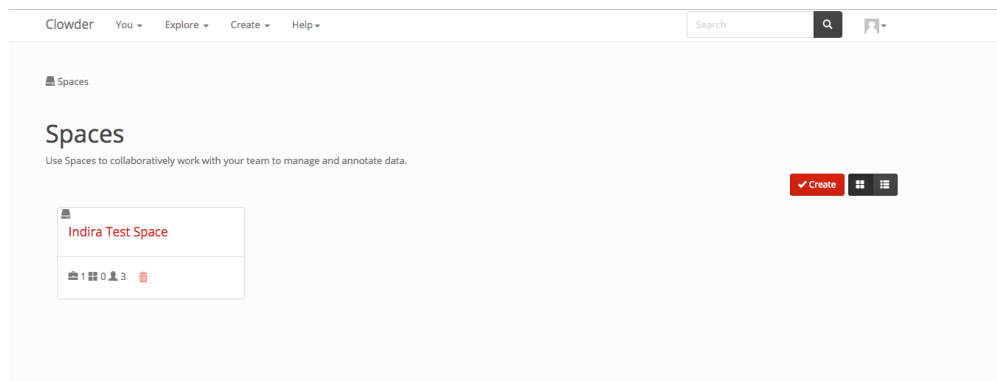 Clowder You Explore Create Help Search
Spaces
Spaces
Use Spaces to collaboratively work with your team to manage and annotate data.
Create
Indira Test Space
1 0 3